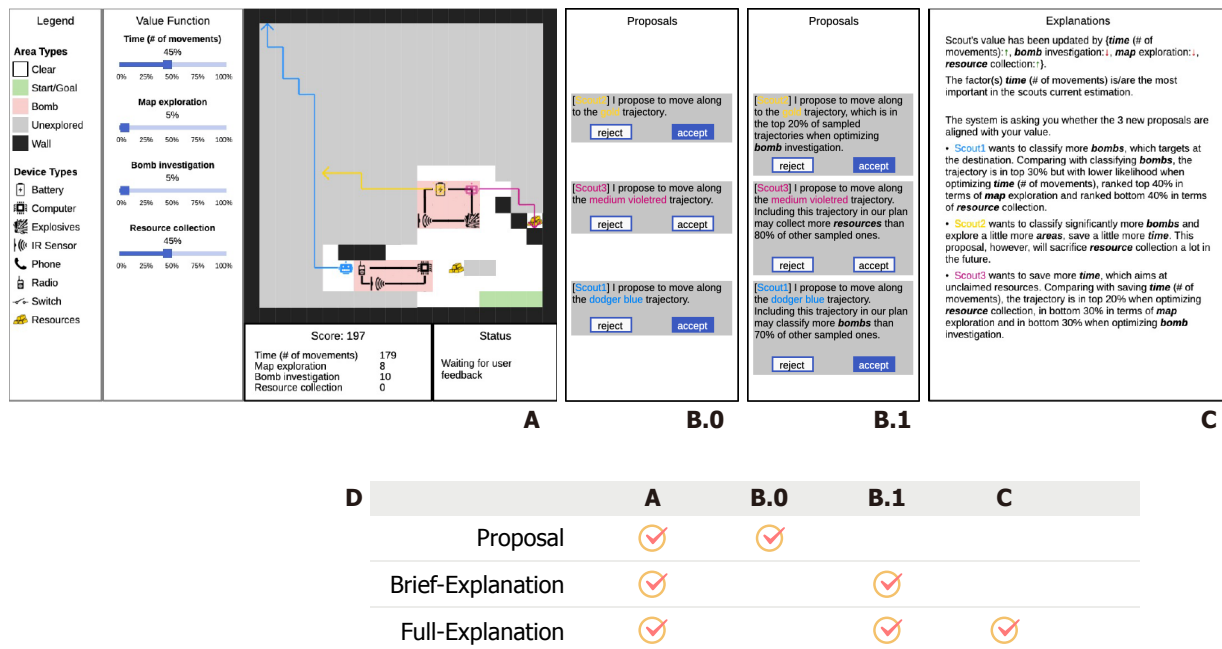 Legend
Area Types
Clear
Start/Goal
Bomb
Unexplored
Wall
Device Types
Battery
Computer
Explosives
IR Sensor
Phone
Radio
Switch
Resources
Value Function
Time (# of movements)
45%
0% 25% 50% 75% 100%
Map exploration
5%
0% 25% 50% 75% 100%
Bomb investigation
5%
0% 25% 50% 75% 100%
Resource collection
45%
0% 25% 50% 75% 100%
Score: 197
Time (# of movements) 179
Map exploration 8
Bomb investigation 10
Resource collection 0
Status
Waiting for user
feedback
A
Proposals
[Scout2] I propose to move along
to the gold trajectory.
reject accept
[Scout3] I propose to move along
the medium violetred trajectory.
reject accept
[Scout1] I propose to move along
the dodger blue trajectory.
reject accept
B.0
Proposals
[Scout2] I propose to move along
to the gold trajectory, which is in
the top 20% of sampled
trajectories when optimizing
bomb investigation.
reject accept
[Scout3] I propose to move along
the medium violetred trajectory.
Including this trajectory in our plan
may collect more resources than
80% of other sampled ones.
reject accept
[Scout1] I propose to move along
the dodger blue trajectory.
Including this trajectory in our plan
may classify more bombs than
70% of other sampled ones.
reject accept
B.1
Explanations
Scout's value has been updated by {time (# of
movements):↑, bomb investigation:↓, map exploration:↓,
resource collection:↑}.
The factor(s) time (# of movements) is/are the most
important in the scouts current estimation.
The system is asking you whether the 3 new proposals are
aligned with your value.
• Scout1 wants to classify more bombs, which targets at
the destination. Comparing with classifying bombs, the
trajectory is in top 30% but with lower likelihood when
optimizing time (# of movements), ranked top 40% in
terms of map exploration and ranked bottom 40% in terms
of resource collection.
• Scout2 wants to classify significantly more bombs and
explore a little more areas, save a little more time. This
proposal, however, will sacrifice resource collection a lot in
the future.
• Scout3 wants to save more time, which aims at
unclaimed resources. Comparing with saving time (# of
movements), the trajectory is in top 20% when optimizing
resource collection, in bottom 30% in terms of map
exploration and in bottom 30% when optimizing bomb
investigation.
C
D A B.0 B.1 C
Proposal
Brief-Explanation
Full-Explanation